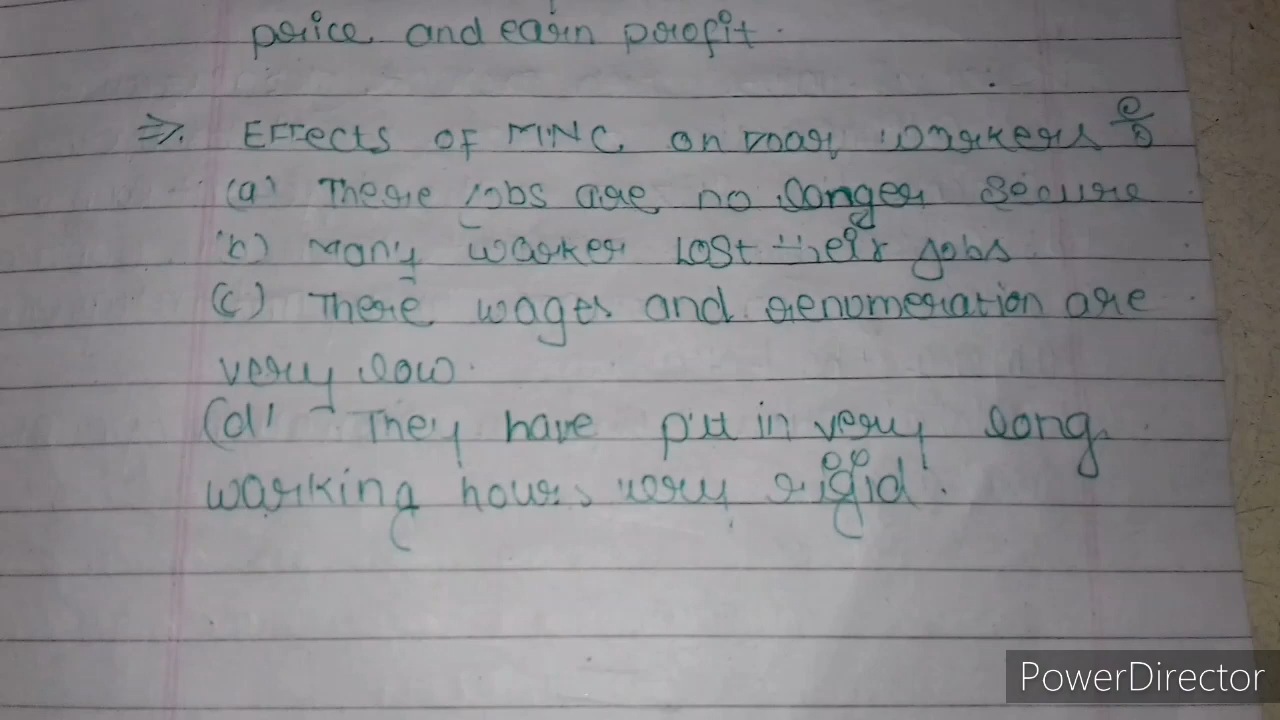 price and earn profit.
⇒ Effects of MNC on poor workers :-
(a) There jobs are no longer secure
(b) Many worker lost their jobs
(c) There wages and renumeration are
very low.
(d) They have put in very long
working hours very rigid.
PowerDirector